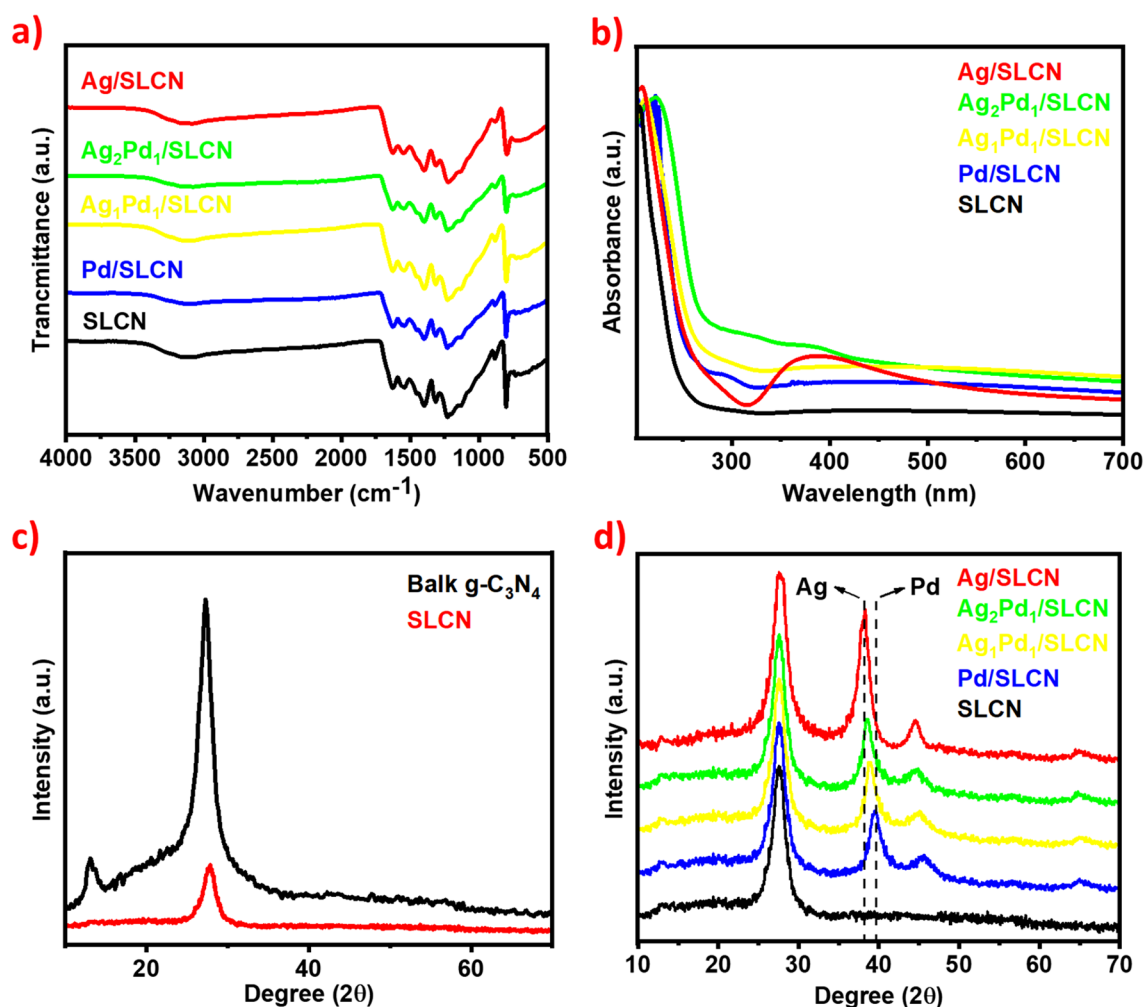 a)
Ag/SLCN
Ag₂Pd₁/SLCN
Ag₁Pd₁/SLCN
Pd/SLCN
SLCN
Trancmittance (a.u.)
4000 3500 3000 2500 2000 1500 1000 500
Wavenumber (cm⁻¹)
b)
Ag/SLCN
Ag₂Pd₁/SLCN
Ag₁Pd₁/SLCN
Pd/SLCN
SLCN
Absorbance (a.u.)
300 400 500 600 700
Wavelength (nm)
c)
Balk g-C₃N₄
SLCN
Intensity (a.u.)
20 40 60
Degree (2θ)
d)
Ag Pd
Ag/SLCN
Ag₂Pd₁/SLCN
Ag₁Pd₁/SLCN
Pd/SLCN
SLCN
Intensity (a.u.)
10 20 30 40 50 60 70
Degree (2θ)